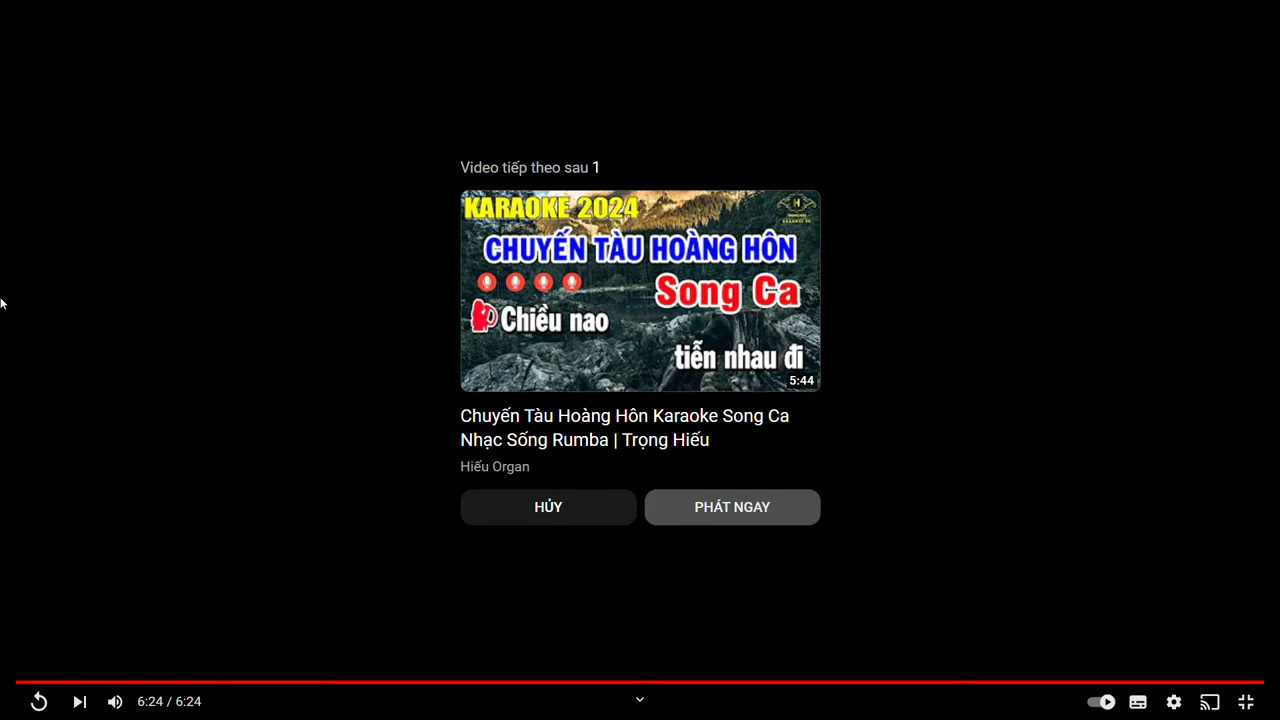 Video tiếp theo sau 1
KARAOKE 2024
H
CHUYẾN TÀU HOÀNG HÔN
Song Ca
Chiều nao
tiễn nhau đi
5:44
Chuyến Tàu Hoàng Hôn Karaoke Song Ca
Nhạc Sống Rumba | Trọng Hiếu
Hiếu Organ
HỦY
PHÁT NGAY
6:24 / 6:24